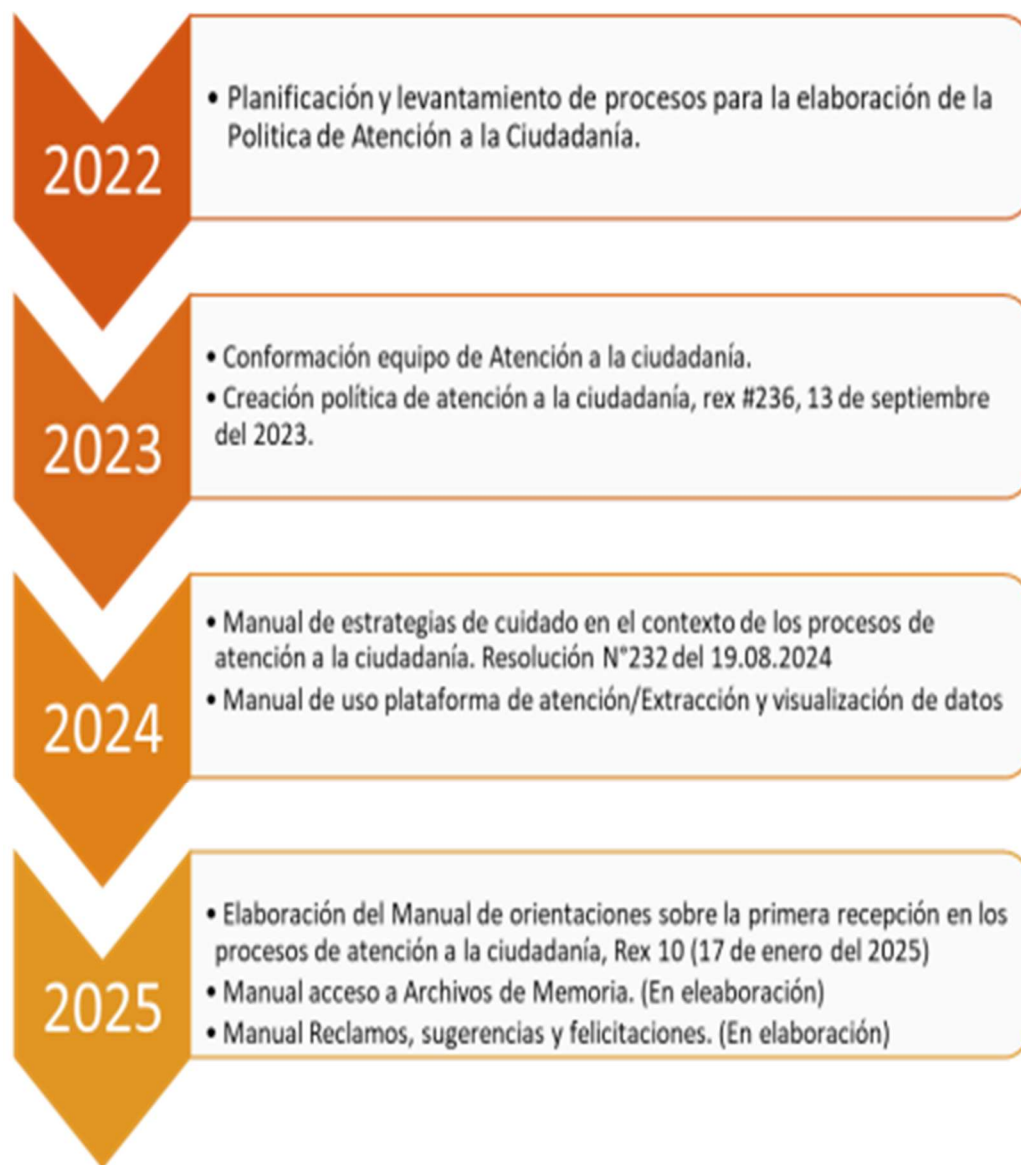 2022
• Planificación y levantamiento de procesos para la elaboración de la
Politica de Atención a la Ciudadanía.
2023
• Conformación equipo de Atención a la ciudadanía.
• Creación política de atención a la ciudadanía, rex #236, 13 de septiembre
del 2023.
2024
• Manual de estrategias de cuidado en el contexto de los procesos de
atención a la ciudadanía. Resolución N°232 del 19.08.2024
• Manual de uso plataforma de atención/Extracción y visualización de datos
2025
• Elaboración del Manual de orientaciones sobre la primera recepción en los
procesos de atención a la ciudadanía, Rex 10 (17 de enero del 2025)
• Manual acceso a Archivos de Memoria. (En eleaboración)
• Manual Reclamos, sugerencias y felicitaciones. (En elaboración)